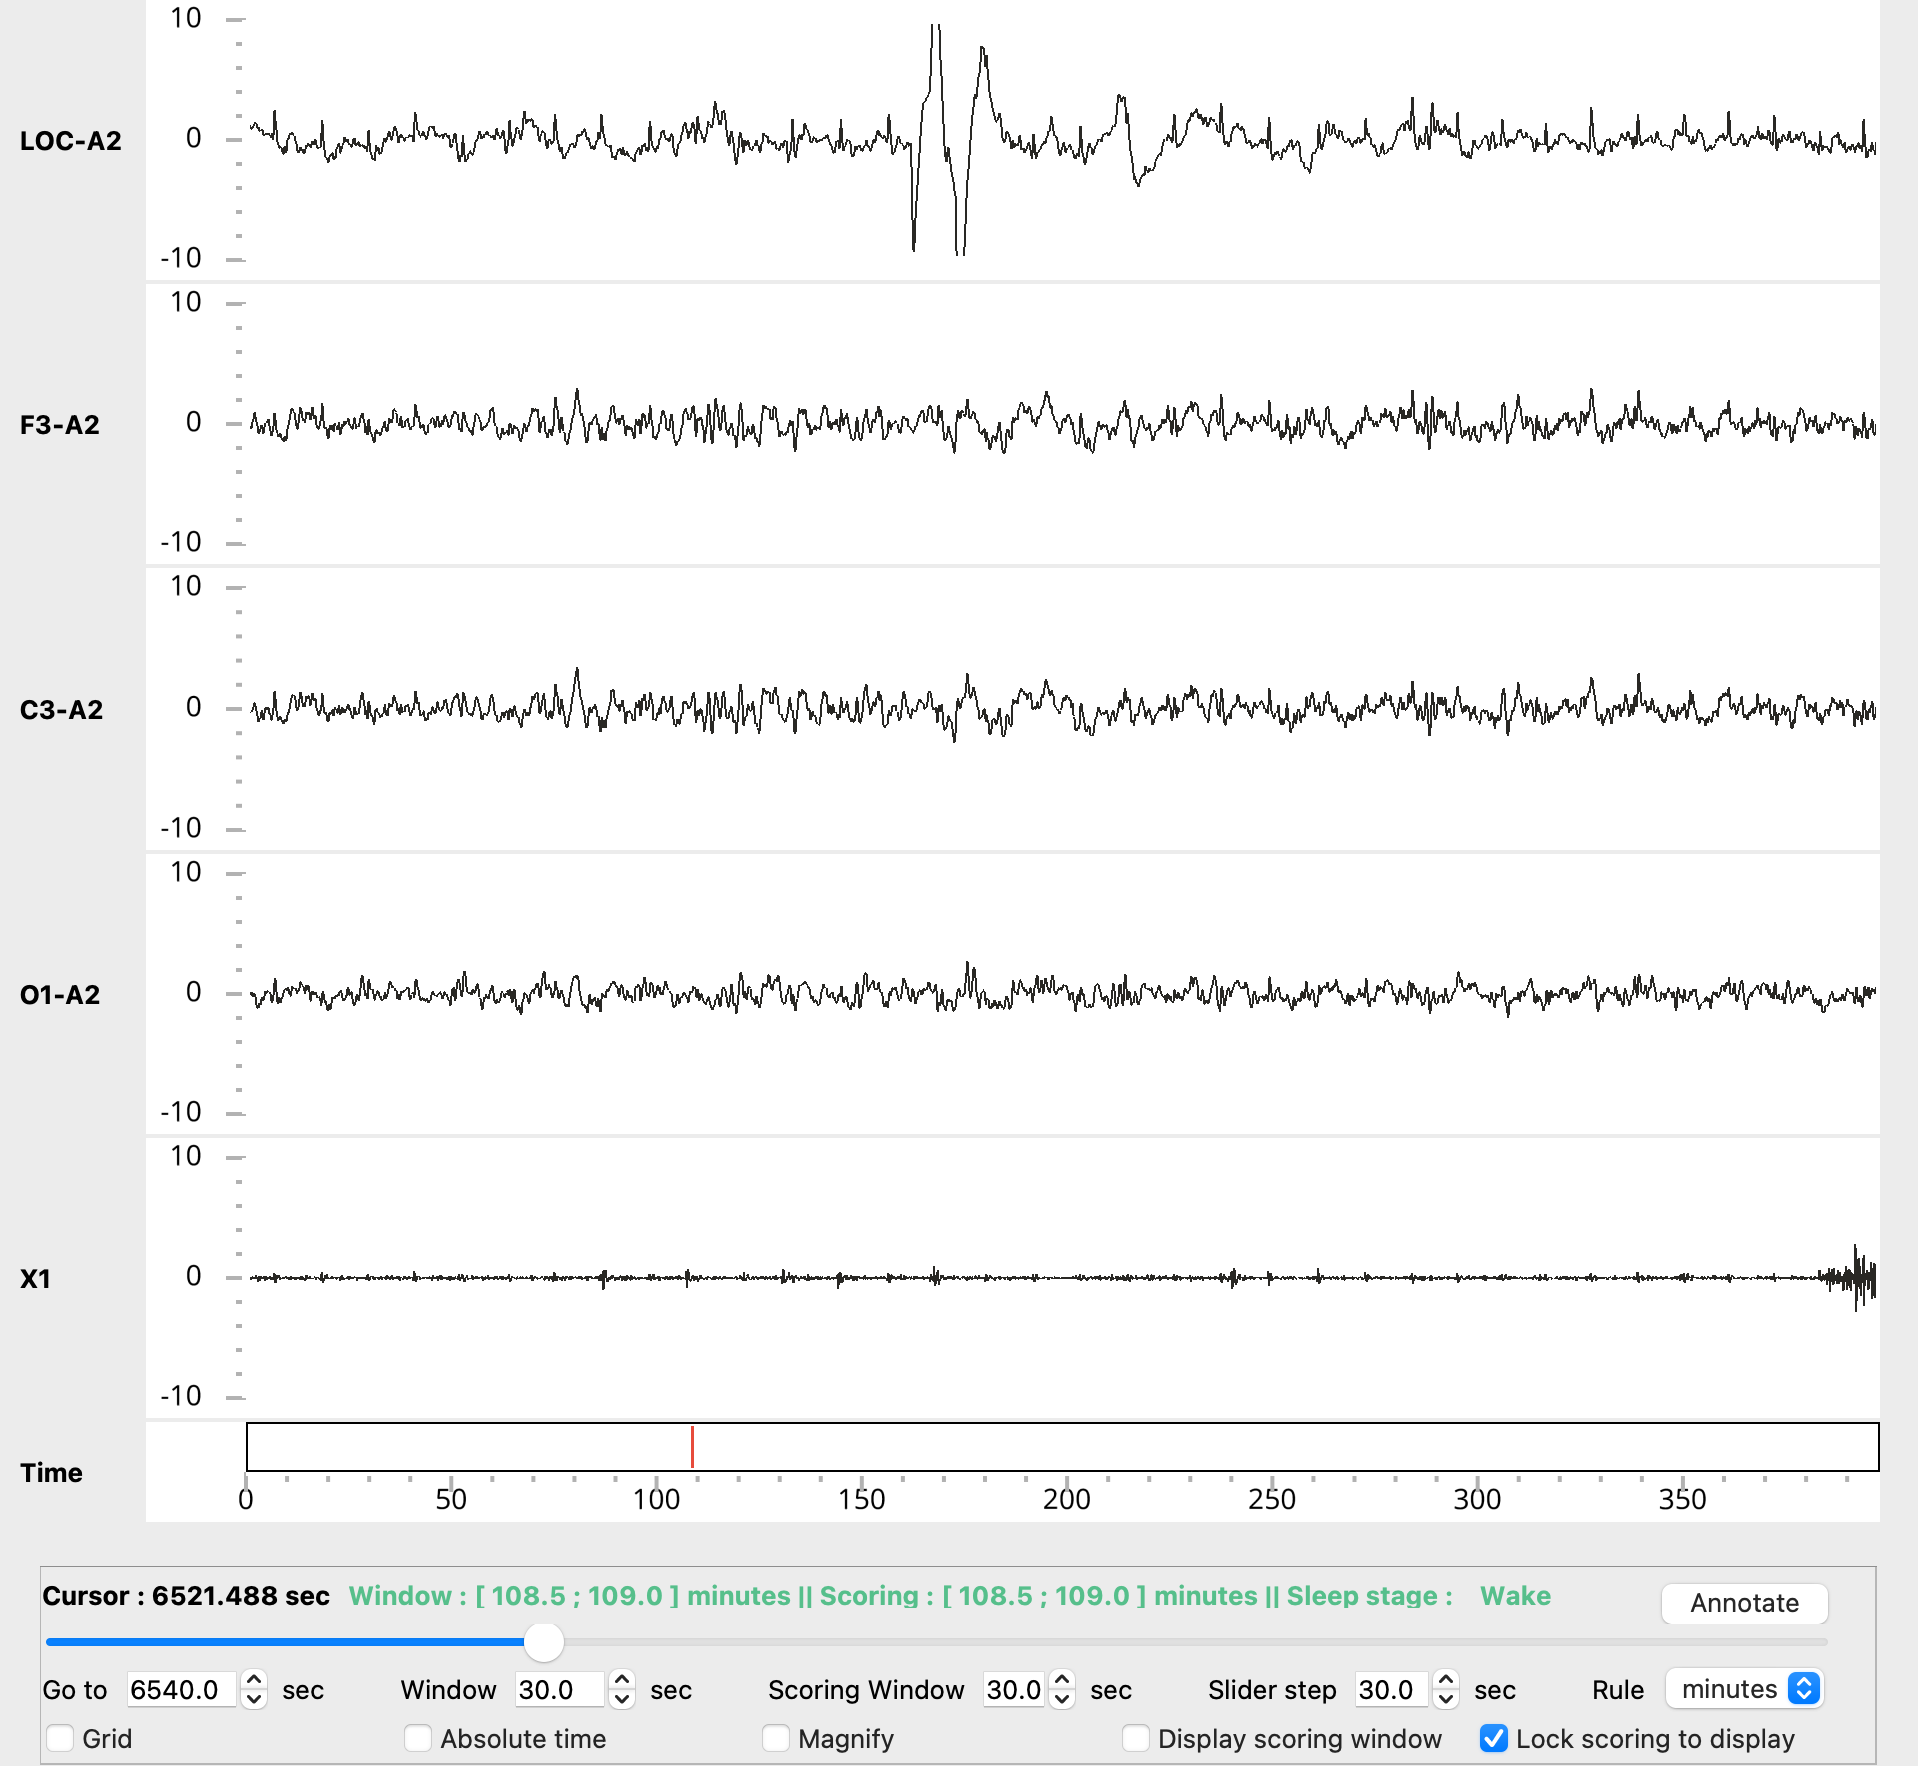 10
LOC-A2 0
-10
10
F3-A2 0
-10
10
C3-A2 0
-10
10
O1-A2 0
-10
10
X1 0
-10
Time
0 50 100 150 200 250 300 350
Cursor : 6521.488 sec Window : [ 108.5 ; 109.0 ] minutes || Scoring : [ 108.5 ; 109.0 ] minutes || Sleep stage : Wake Annotate
Go to 6540.0 sec Window 30.0 sec Scoring Window 30.0 sec Slider step 30.0 sec Rule minutes
Grid Absolute time Magnify Display scoring window Lock scoring to display